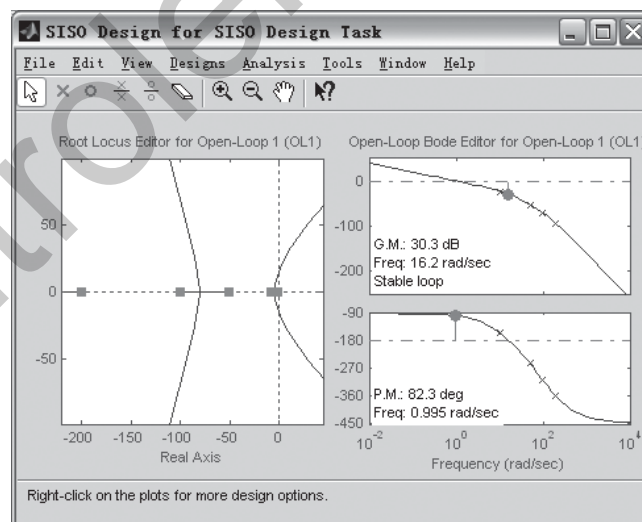 SISO Design for SISO Design Task
File Edit View Designs Analysis Tools Window Help
Root Locus Editor for Open-Loop 1 (OL1)
50
0
-50
-200 -150 -100 -50 0
Real Axis
Open-Loop Bode Editor for Open-Loop 1 (OL1
0
-100
-200
G.M.: 30.3 dB
Freq: 16.2 rad/sec
Stable loop
-90
-180
-270
-360
-450
P.M.: 82.3 deg
Freq: 0.995 rad/sec
10^-2 10^0 10^2 10^4
Frequency (rad/sec)
Right-click on the plots for more design options.